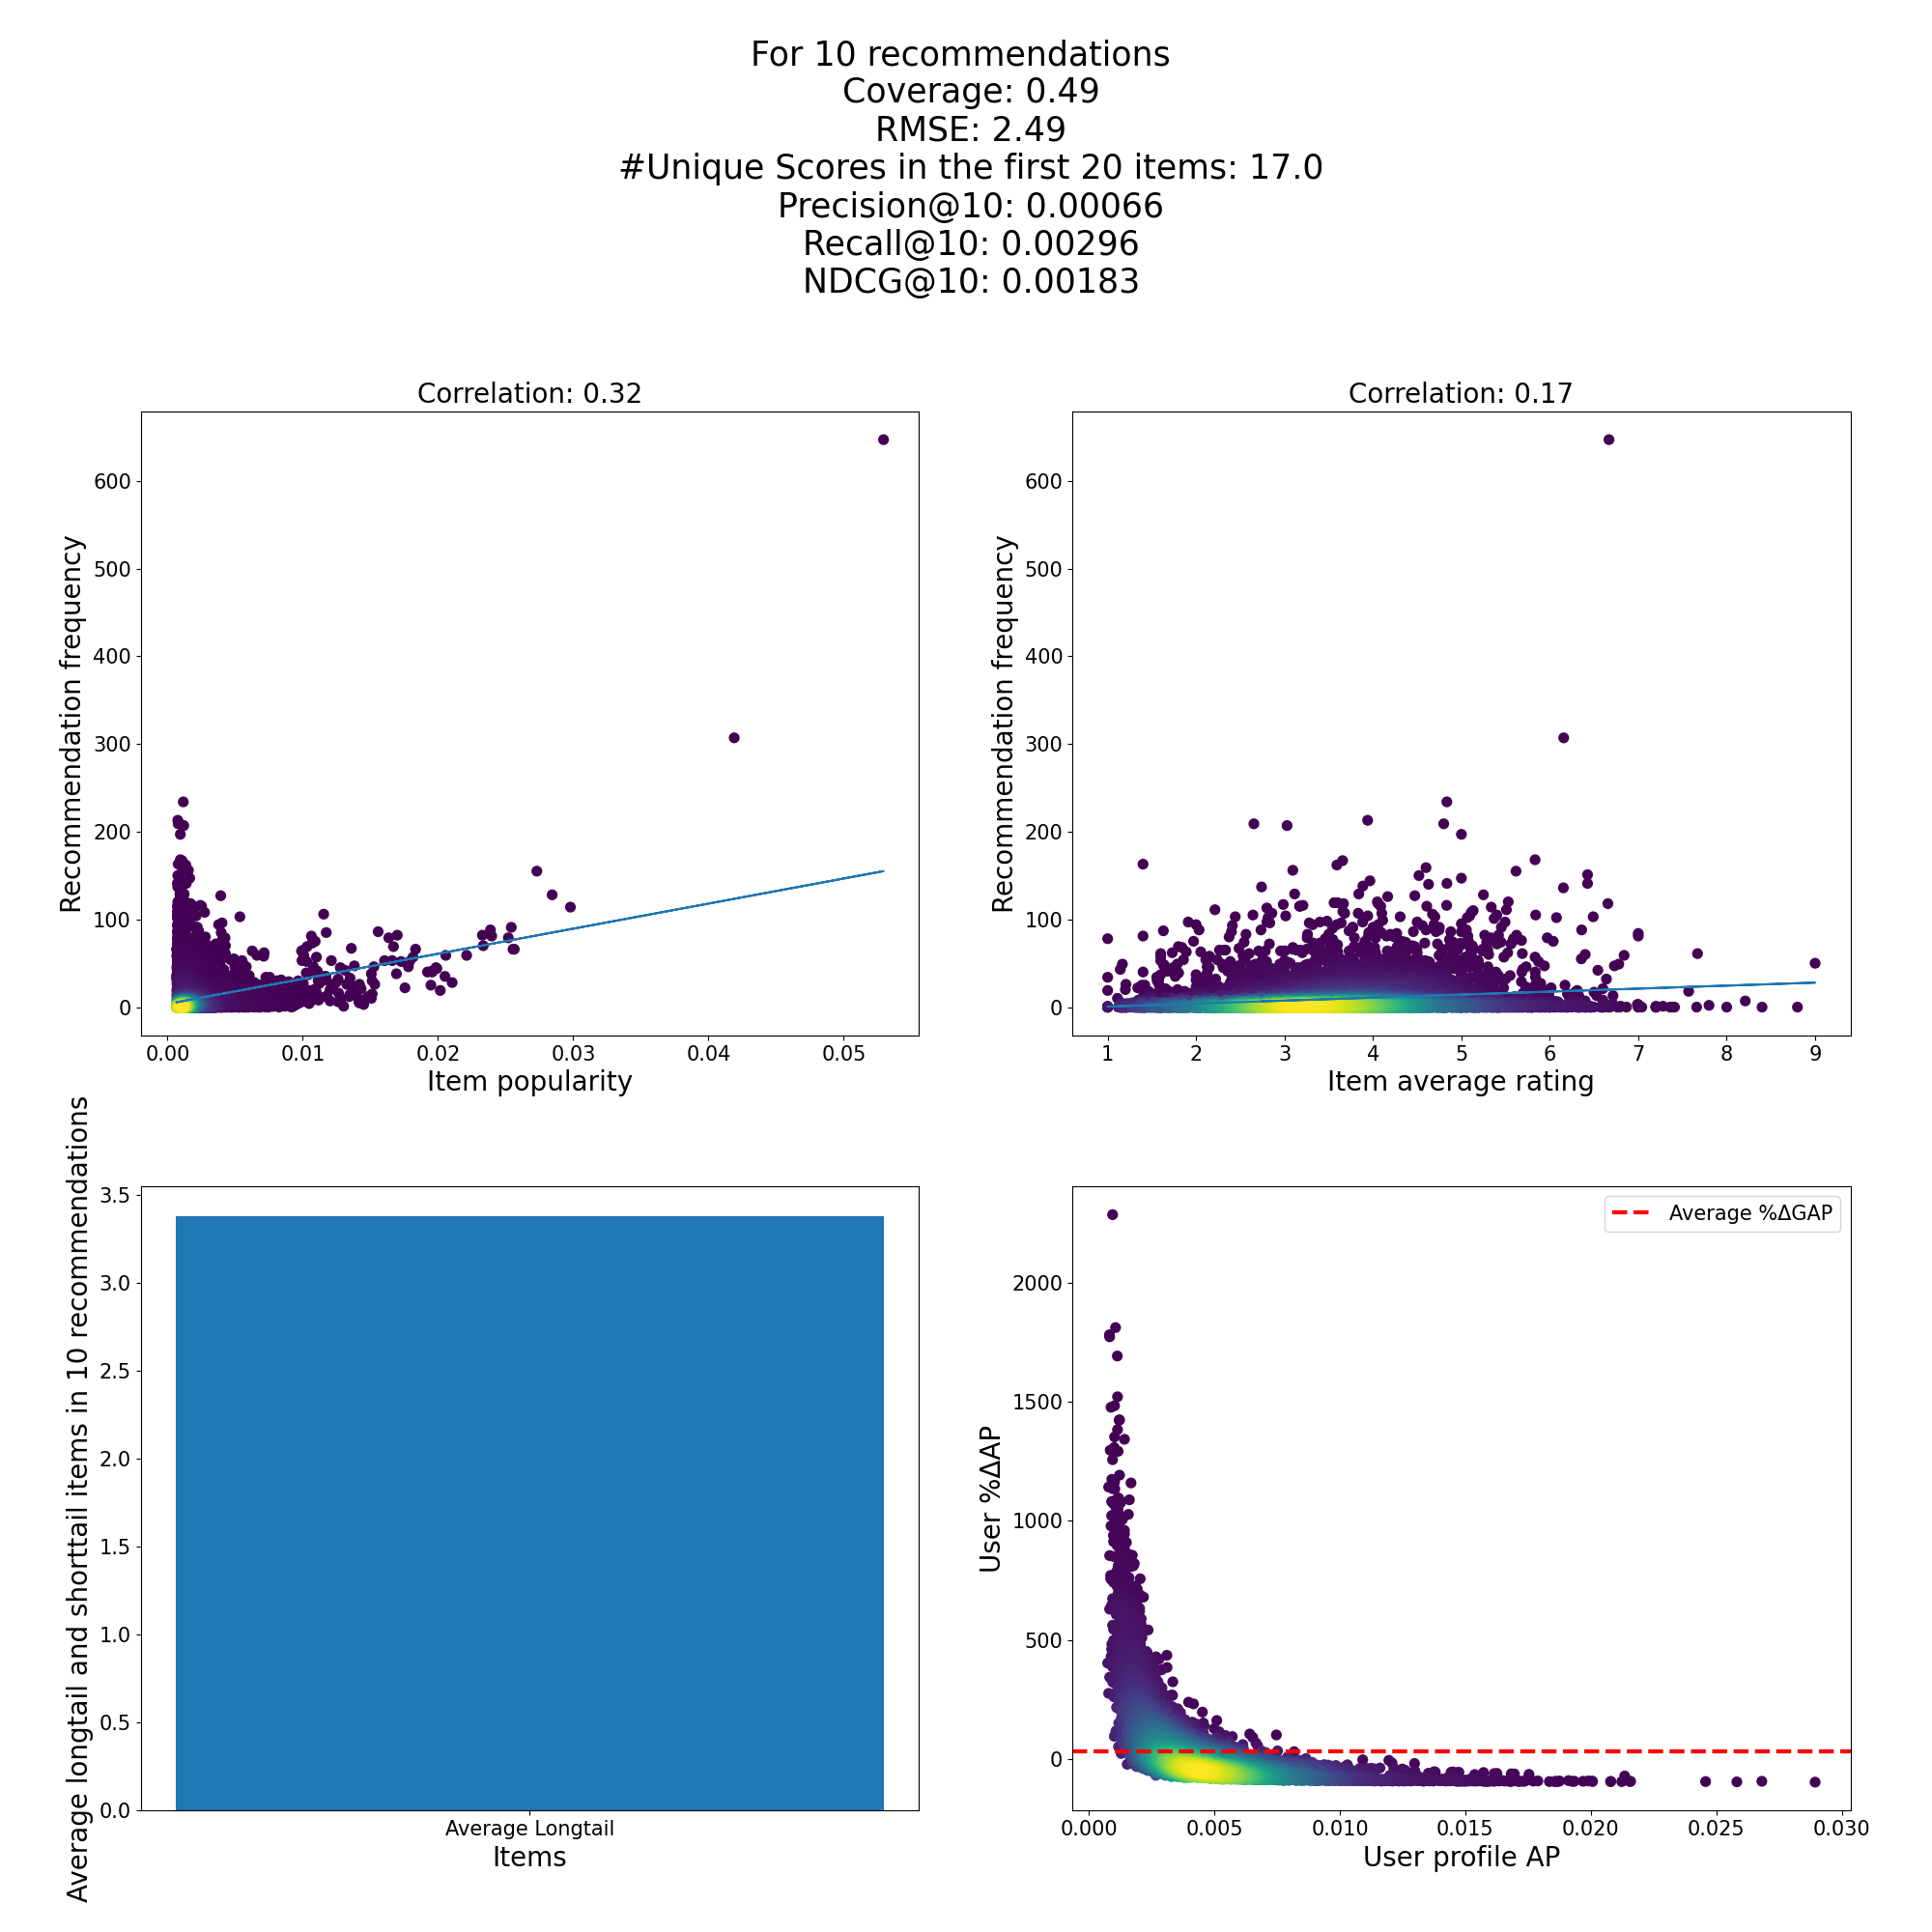 For 10 recommendations
Coverage: 0.49
RMSE: 2.49
#Unique Scores in the first 20 items: 17.0
Precision@10: 0.00066
Recall@10: 0.00296
NDCG@10: 0.00183
Correlation: 0.32
600
500
400
300
200
100
0
Recommendation frequency
0.00 0.01 0.02 0.03 0.04 0.05
Item popularity
Correlation: 0.17
600
500
400
300
200
100
0
Recommendation frequency
1 2 3 4 5 6 7 8 9
Item average rating
3.5
3.0
2.5
2.0
1.5
1.0
0.5
0.0
Average longtail and shorttail items in 10 recommendations
Average Longtail
Items
Average %ΔGAP
2000
1500
1000
500
0
User %ΔAP
0.000 0.005 0.010 0.015 0.020 0.025 0.030
User profile AP